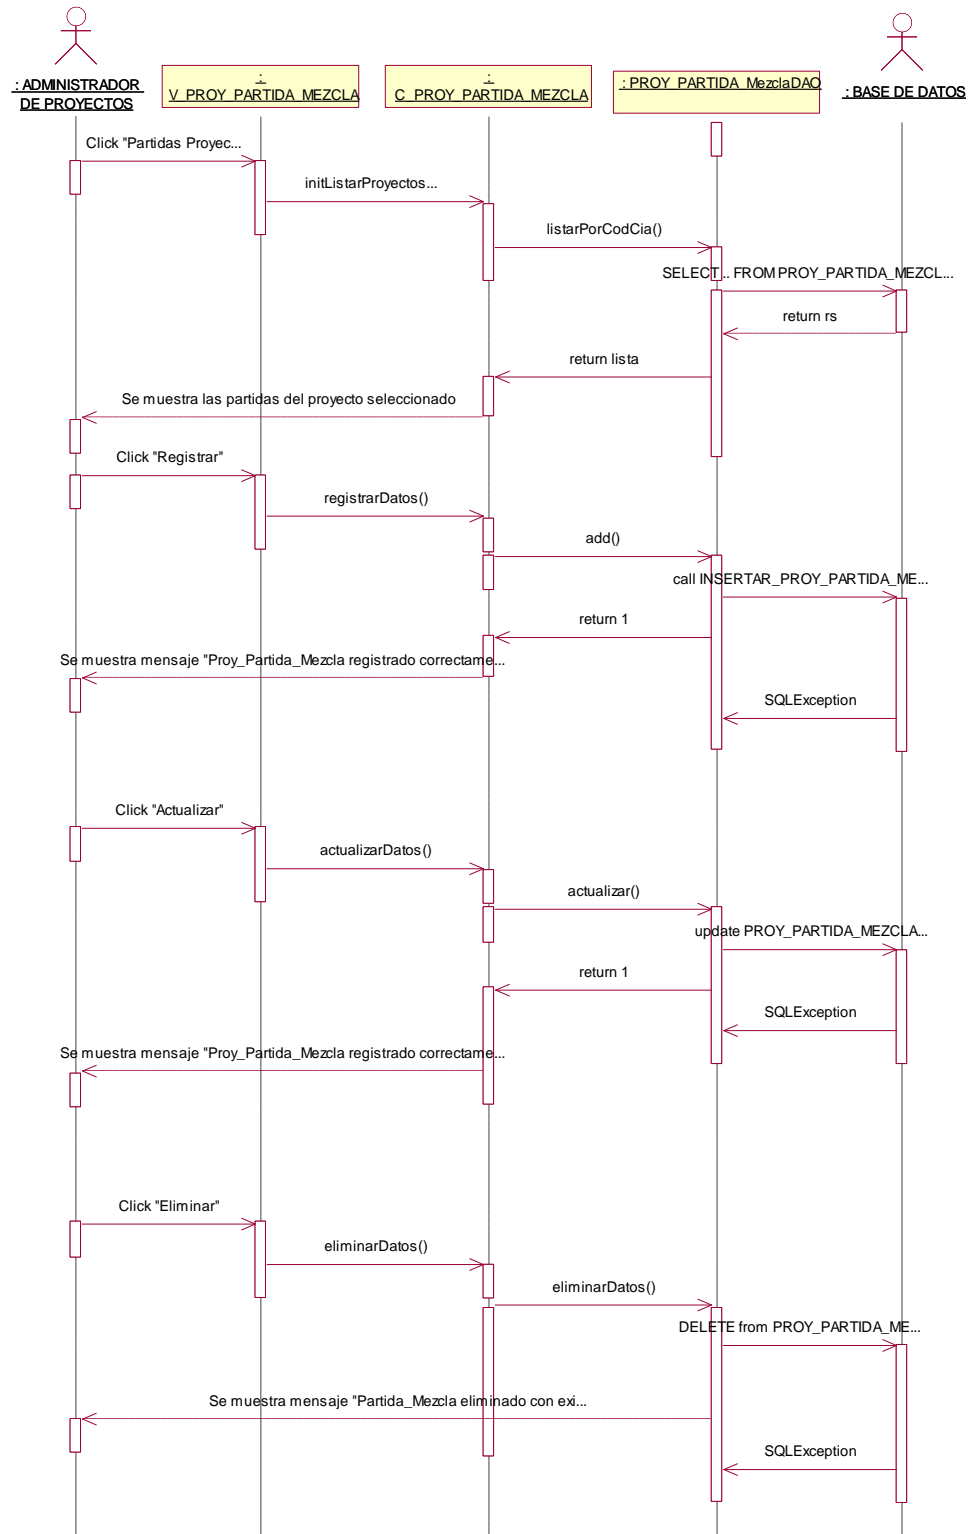 : ADMINISTRADOR
DE PROYECTOS
:
V_PROY_PARTIDA_MEZCLA
:
C_PROY_PARTIDA_MEZCLA
: PROY_PARTIDA_MezclaDAO
: BASE DE DATOS
Click "Partidas Proyec...
initListarProyectos...
listarPorCodCia()
SELECT .. FROM PROY_PARTIDA_MEZCL...
return rs
return lista
Se muestra las partidas del proyecto seleccionado
Click "Registrar"
registrarDatos()
add()
call INSERTAR_PROY_PARTIDA_ME...
return 1
Se muestra mensaje "Proy_Partida_Mezcla registrado correctame...
SQLException
Click "Actualizar"
actualizarDatos()
actualizar()
update PROY_PARTIDA_MEZCLA...
return 1
SQLException
Se muestra mensaje "Proy_Partida_Mezcla registrado correctame...
Click "Eliminar"
eliminarDatos()
eliminarDatos()
DELETE from PROY_PARTIDA_ME...
Se muestra mensaje "Partida_Mezcla eliminado con exi...
SQLException